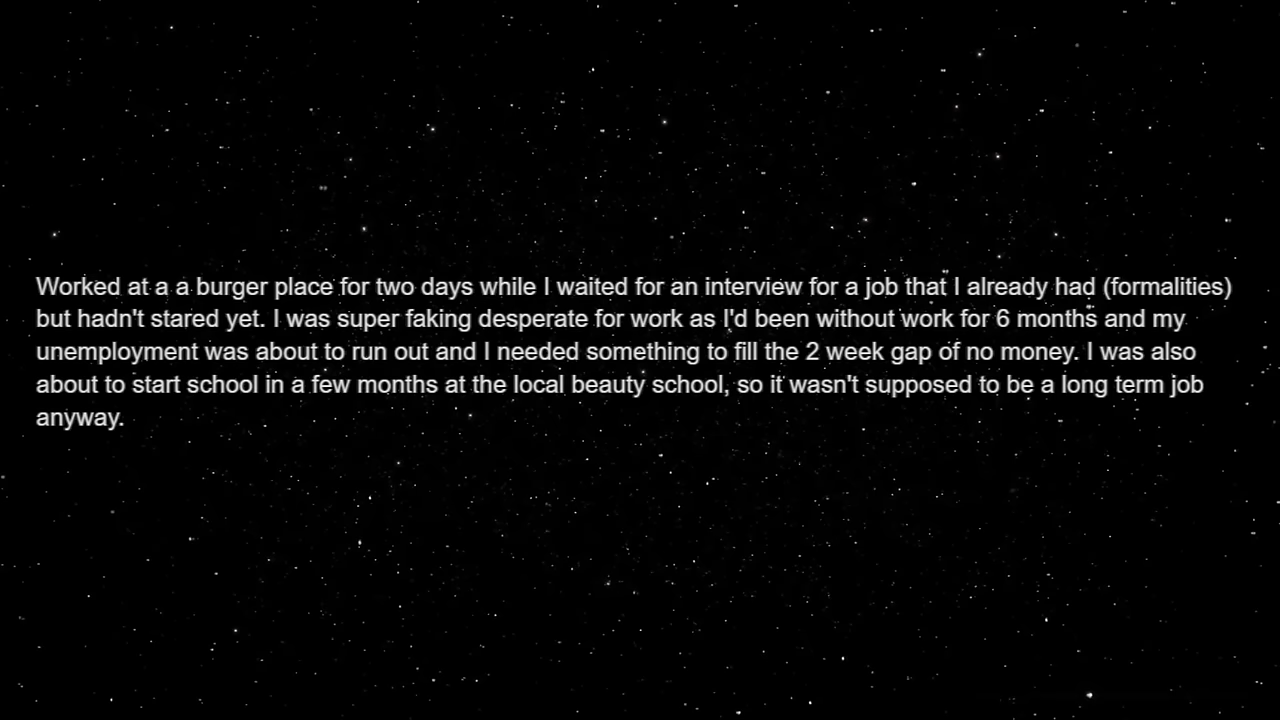 Worked at a a burger place for two days while I waited for an interview for a job that I already had (formalities)
but hadn't stared yet. I was super faking desperate for work as I'd been without work for 6 months and my
unemployment was about to run out and I needed something to fill the 2 week gap of no money. I was also
about to start school in a few months at the local beauty school, so it wasn't supposed to be a long term job
anyway.